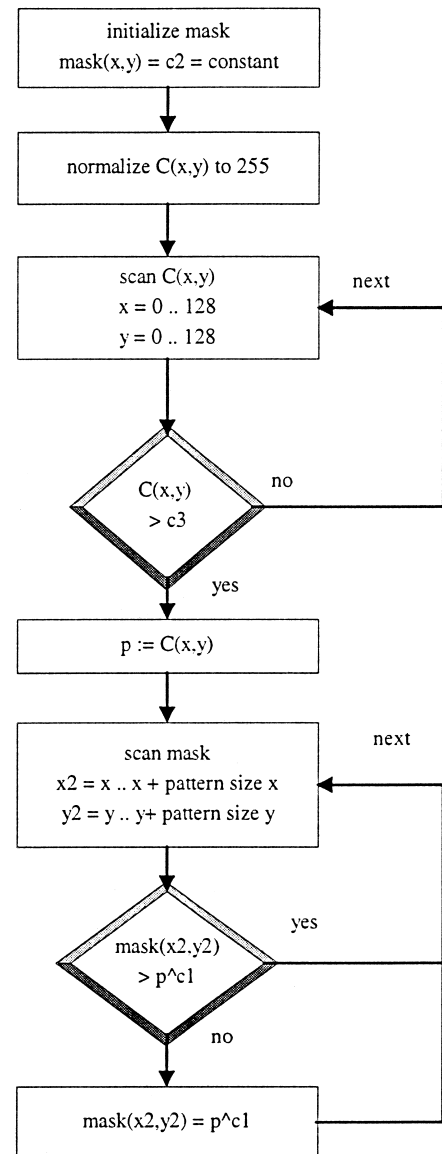 initialize mask
mask(x,y) = c2 = constant
normalize C(x,y) to 255
scan C(x,y)
x = 0 .. 128
y = 0 .. 128
next
C(x,y)
> c3
no
yes
p := C(x,y)
scan mask
x2 = x .. x + pattern size x
y2 = y .. y+ pattern size y
next
mask(x2,y2)
> p^c1
yes
no
mask(x2,y2) = p^c1